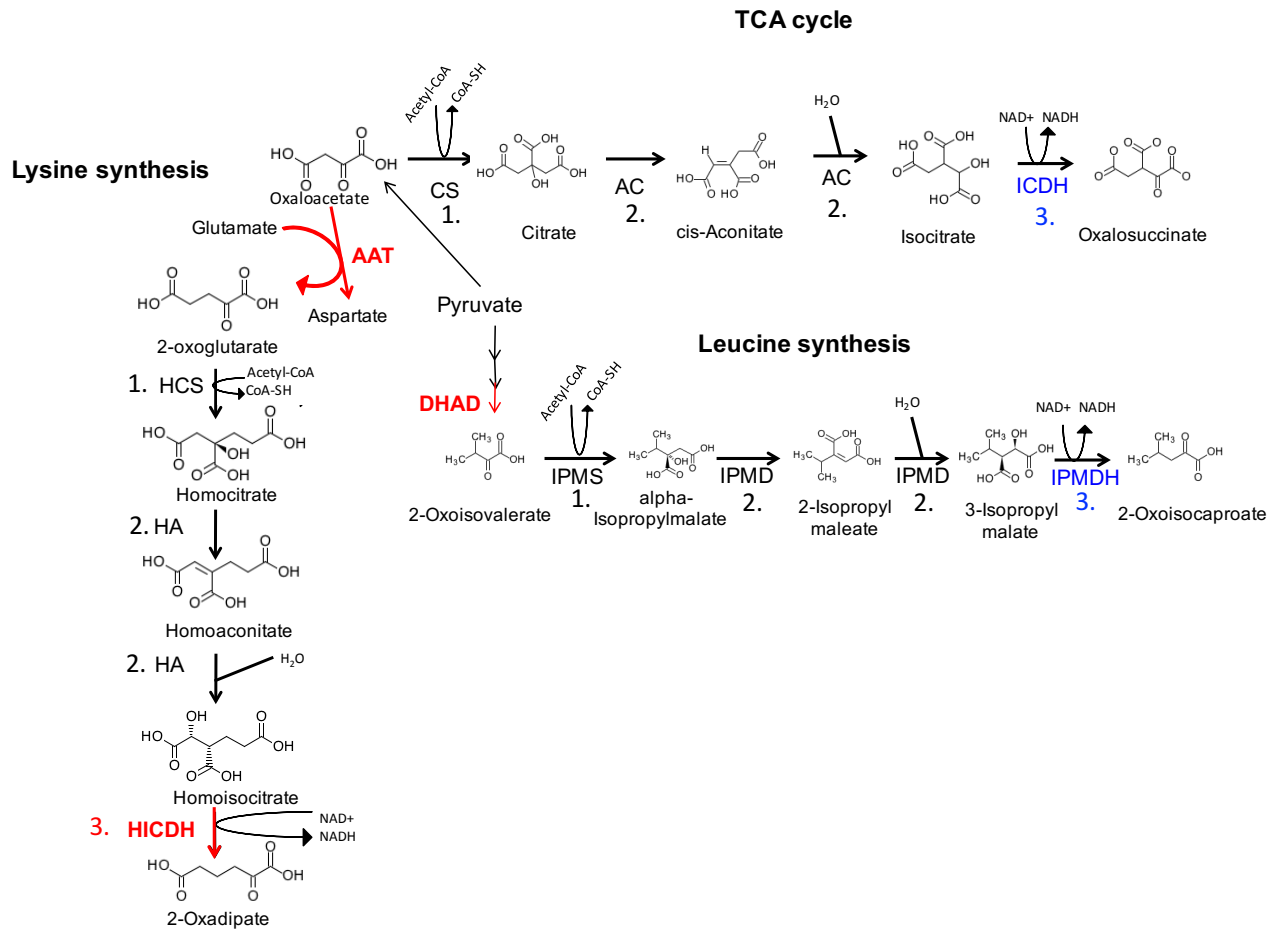 TCA cycle
Lysine synthesis
Acetyl-CoA
CoA-SH
H₂O
NAD+ NADH
Oxaloacetate
CS
1.
Citrate
AC
2.
cis-Aconitate
AC
2.
Isocitrate
ICDH
3.
Oxalosuccinate
Glutamate
AAT
Aspartate
2-oxoglutarate
Pyruvate
Leucine synthesis
1. HCS
Acetyl-CoA
CoA-SH
DHAD
Acetyl-CoA
CoA-SH
H₂O
NAD+ NADH
2-Oxoisovalerate
IPMS
1.
alpha-
Isopropylmalate
IPMD
2.
2-Isopropyl
maleate
IPMD
2.
3-Isopropyl
malate
IPMDH
3.
2-Oxoisocaproate
Homocitrate
2. HA
Homoaconitate
2. HA
H₂O
Homoisocitrate
3. HICDH
NAD+
NADH
2-Oxadipate